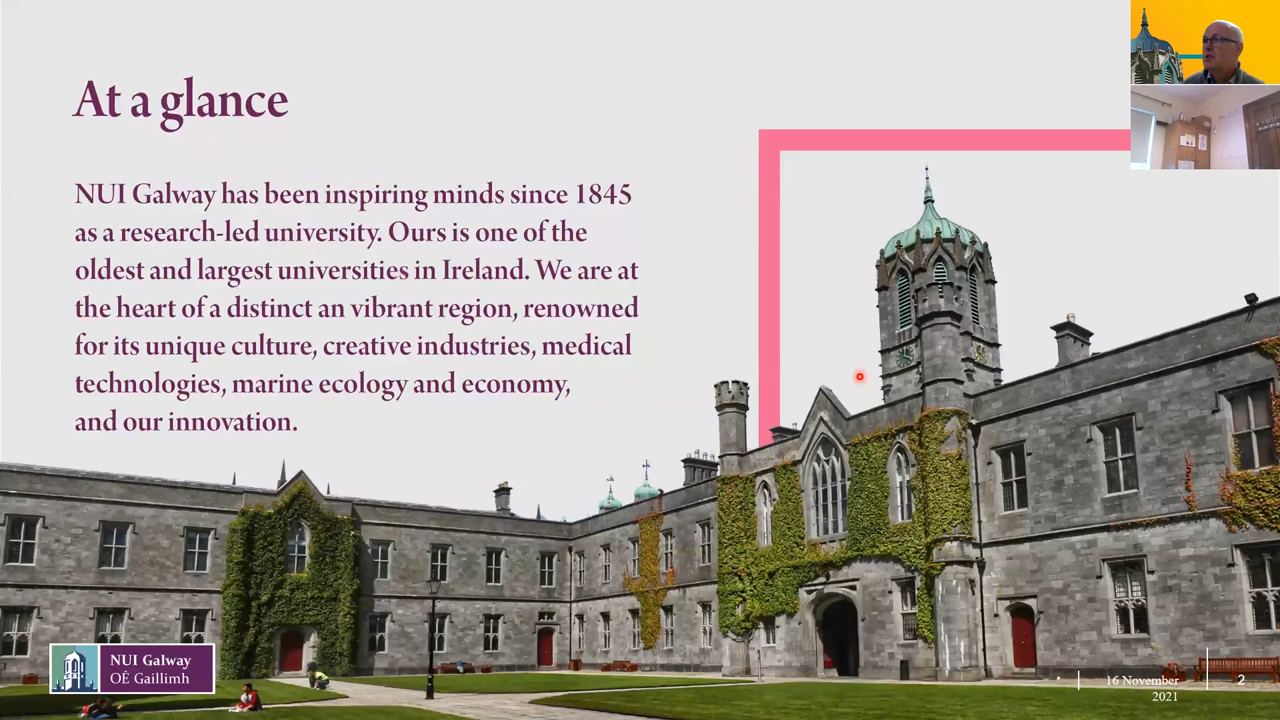 At a glance
NUI Galway has been inspiring minds since 1845
as a research-led university. Ours is one of the
oldest and largest universities in Ireland. We are at
the heart of a distinct an vibrant region, renowned
for its unique culture, creative industries, medical
technologies, marine ecology and economy,
and our innovation.
NUI Galway
OÉ Gaillimh
16 November
2021
2